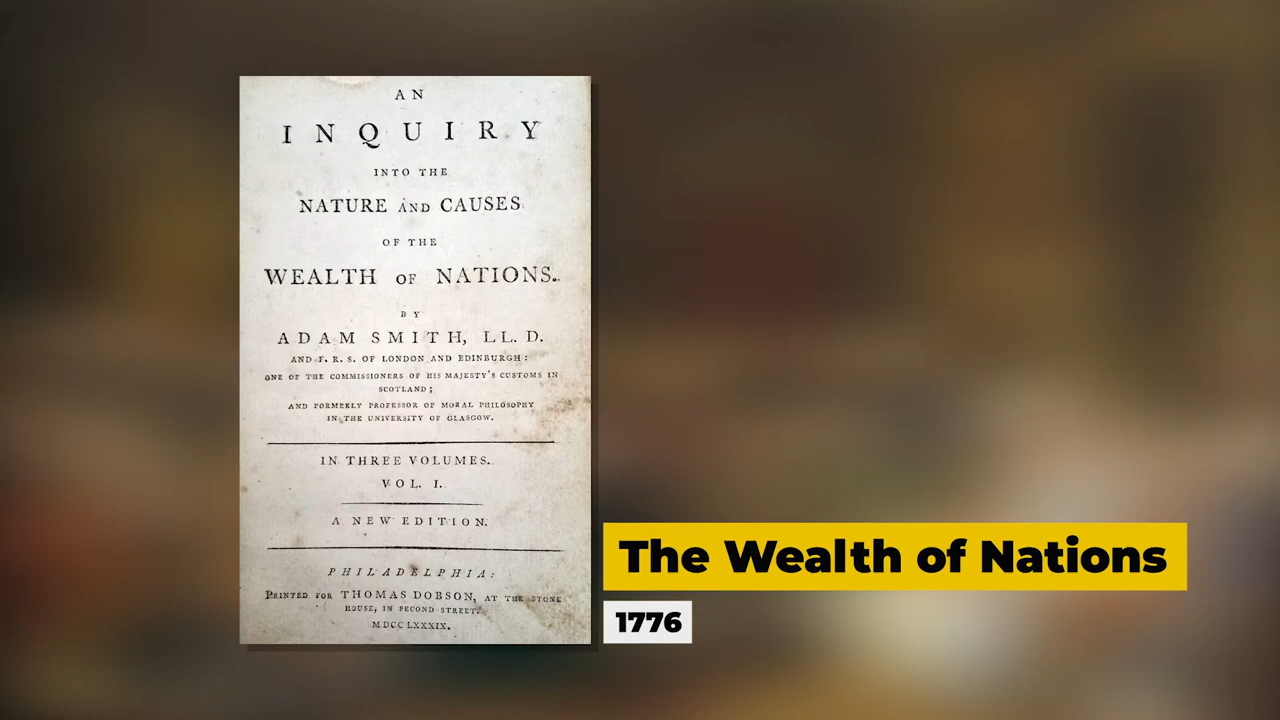 AN
INQUIRY
INTO THE
NATURE AND CAUSES
OF THE
WEALTH OF NATIONS.
BY
ADAM SMITH, LL. D.
AND F. R. S. OF LONDON AND EDINBURGH:
ONE OF THE COMMISSIONERS OF HIS MAJESTY'S CUSTOMS IN
SCOTLAND;
AND FORMERLY PROFESSOR OF MORAL PHILOSOPHY
IN THE UNIVERSITY OF GLASGOW.
IN THREE VOLUMES.
VOL. I.
A NEW EDITION.
PHILADELPHIA:
PRINTED FOR THOMAS DOBSON, AT THE STONE
HOUSE, IN SECOND STREET.
MDCCLXXXIX.
The Wealth of Nations
1776